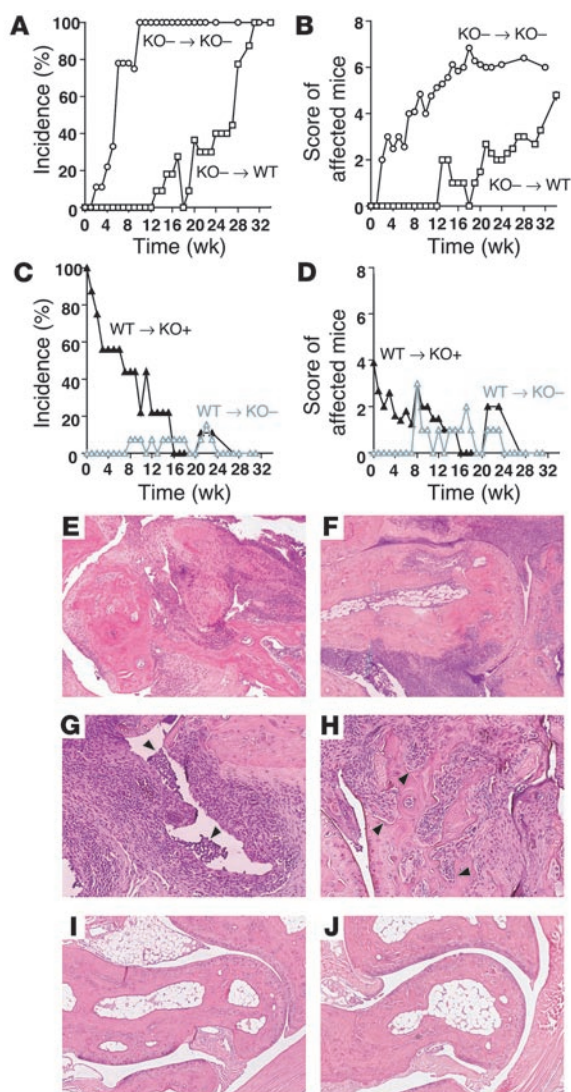 A
Incidence (%)
100
80
60
40
20
0
KO– → KO–
KO– → WT
0 4 8 12 16 20 24 28 32
Time (wk)
B
Score of
affected mice
8
6
4
2
0
KO– → KO–
KO– → WT
0 4 8 12 16 20 24 28 32
Time (wk)
C
Incidence (%)
100
80
60
40
20
0
WT → KO+
WT → KO–
0 4 8 12 16 20 24 28 32
Time (wk)
D
Score of
affected mice
8
6
4
2
0
WT → KO+
WT → KO–
0 4 8 12 16 20 24 28 32
Time (wk)
E
F
G
H
I
J